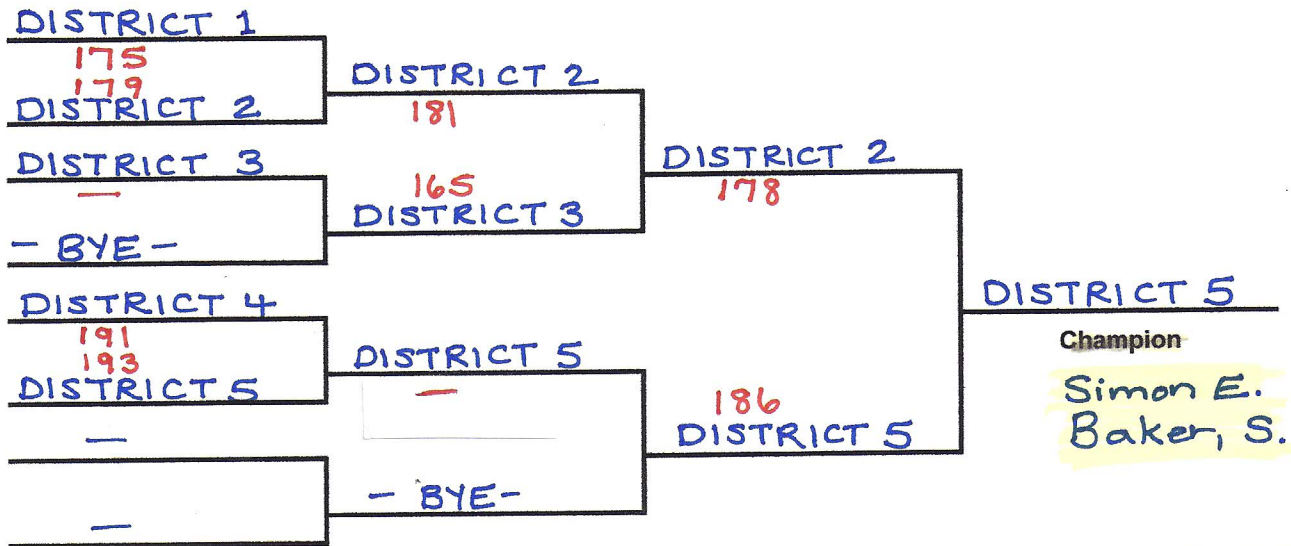 DISTRICT 1
175
179
DISTRICT 2
DISTRICT 3
—
- BYE -
DISTRICT 4
191
193
DISTRICT 5
—
—
DISTRICT 2
181
165
DISTRICT 3
DISTRICT 5
—
- BYE -
DISTRICT 2
178
186
DISTRICT 5
DISTRICT 5
Champion
Simon E.
Baker, S.